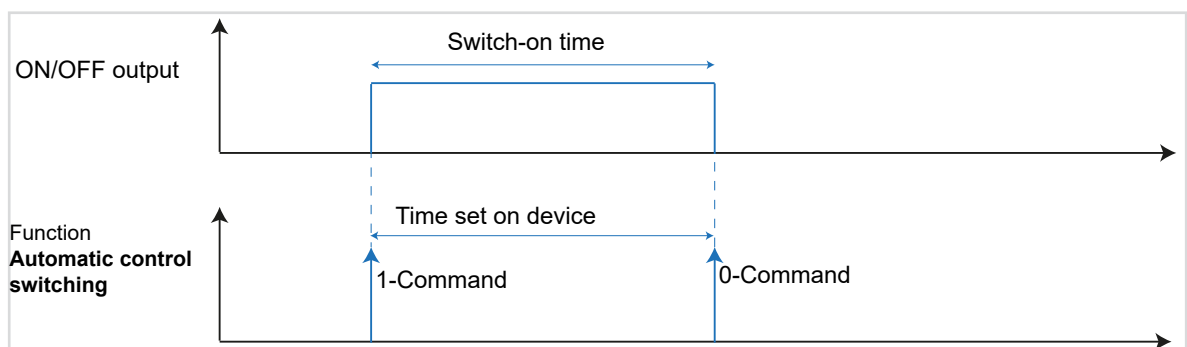 Switch-on time
ON/OFF output
Time set on device
Function
Automatic control
switching
1-Command
0-Command